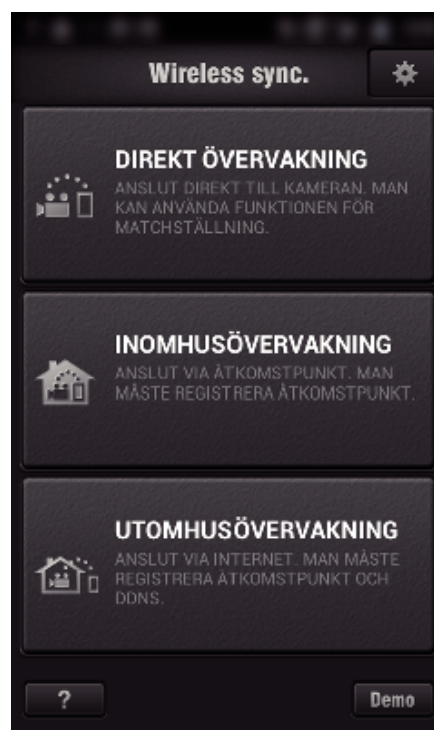 Wireless sync.
DIREKT ÖVERVAKNING
ANSLUT DIREKT TILL KAMERAN. MAN
KAN ANVÄNDA FUNKTIONEN FÖR
MATCHSTÄLLNING.
INOMHUSÖVERVAKNING
ANSLUT VIA ÅTKOMSTPUNKT. MAN
MÅSTE REGISTRERA ÅTKOMSTPUNKT.
UTOMHUSÖVERVAKNING
ANSLUT VIA INTERNET. MAN MÅSTE
REGISTRERA ÅTKOMSTPUNKT OCH
DDNS.
?
Demo